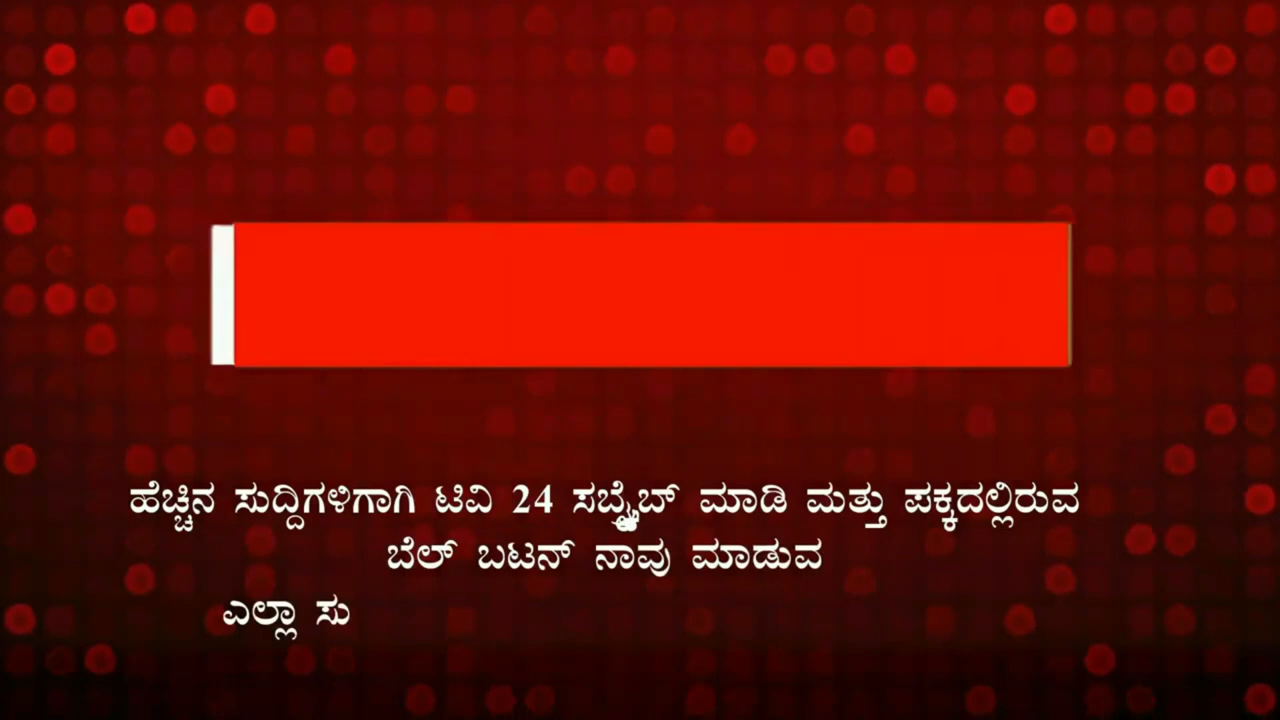 ಹೆಚ್ಚಿನ ಸುದ್ದಿಗಳಿಗಾಗಿ ಟಿವಿ 24 ಸಬ್ಸ್ಕ್ರೈಬ್ ಮಾಡಿ ಮತ್ತು ಪಕ್ಕದಲ್ಲಿರುವ
ಬೆಲ್ ಬಟನ್ ನಾವು ಮಾಡುವ
ಎಲ್ಲಾ ಸು